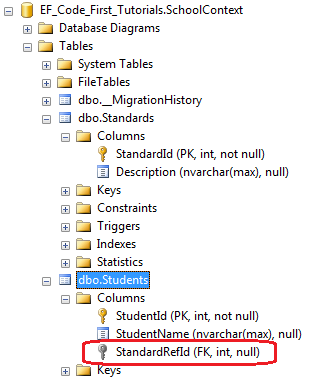 EF_Code_First_Tutorials.SchoolContext
Database Diagrams
Tables
System Tables
FileTables
dbo.__MigrationHistory
dbo.Standards
Columns
StandardId (PK, int, not null)
Description (nvarchar(max), null)
Keys
Constraints
Triggers
Indexes
Statistics
dbo.Students
Columns
StudentId (PK, int, not null)
StudentName (nvarchar(max), null)
StandardRefId (FK, int, null)
Keys